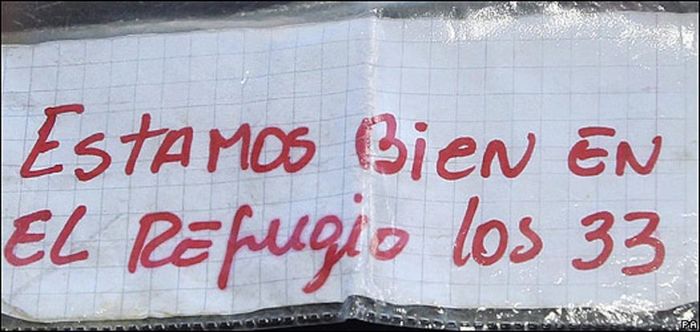 Estamos Bien En
El Refugio los 33